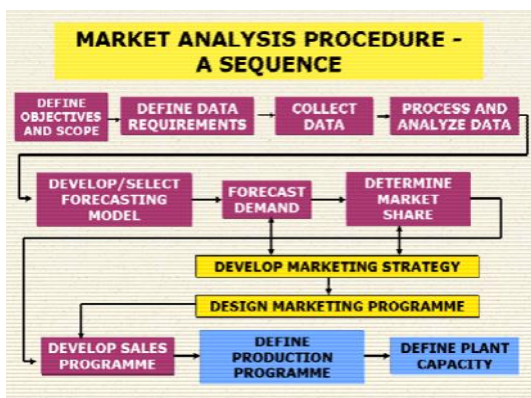 MARKET ANALYSIS PROCEDURE -
A SEQUENCE
DEFINE
OBJECTIVES
AND SCOPE
DEFINE DATA
REQUIREMENTS
COLLECT
DATA
PROCESS AND
ANALYZE DATA
DEVELOP/SELECT
FORECASTING
MODEL
FORECAST
DEMAND
DETERMINE
MARKET
SHARE
DEVELOP MARKETING STRATEGY
DESIGN MARKETING PROGRAMME
DEVELOP SALES
PROGRAMME
DEFINE
PRODUCTION
PROGRAMME
DEFINE PLANT
CAPACITY